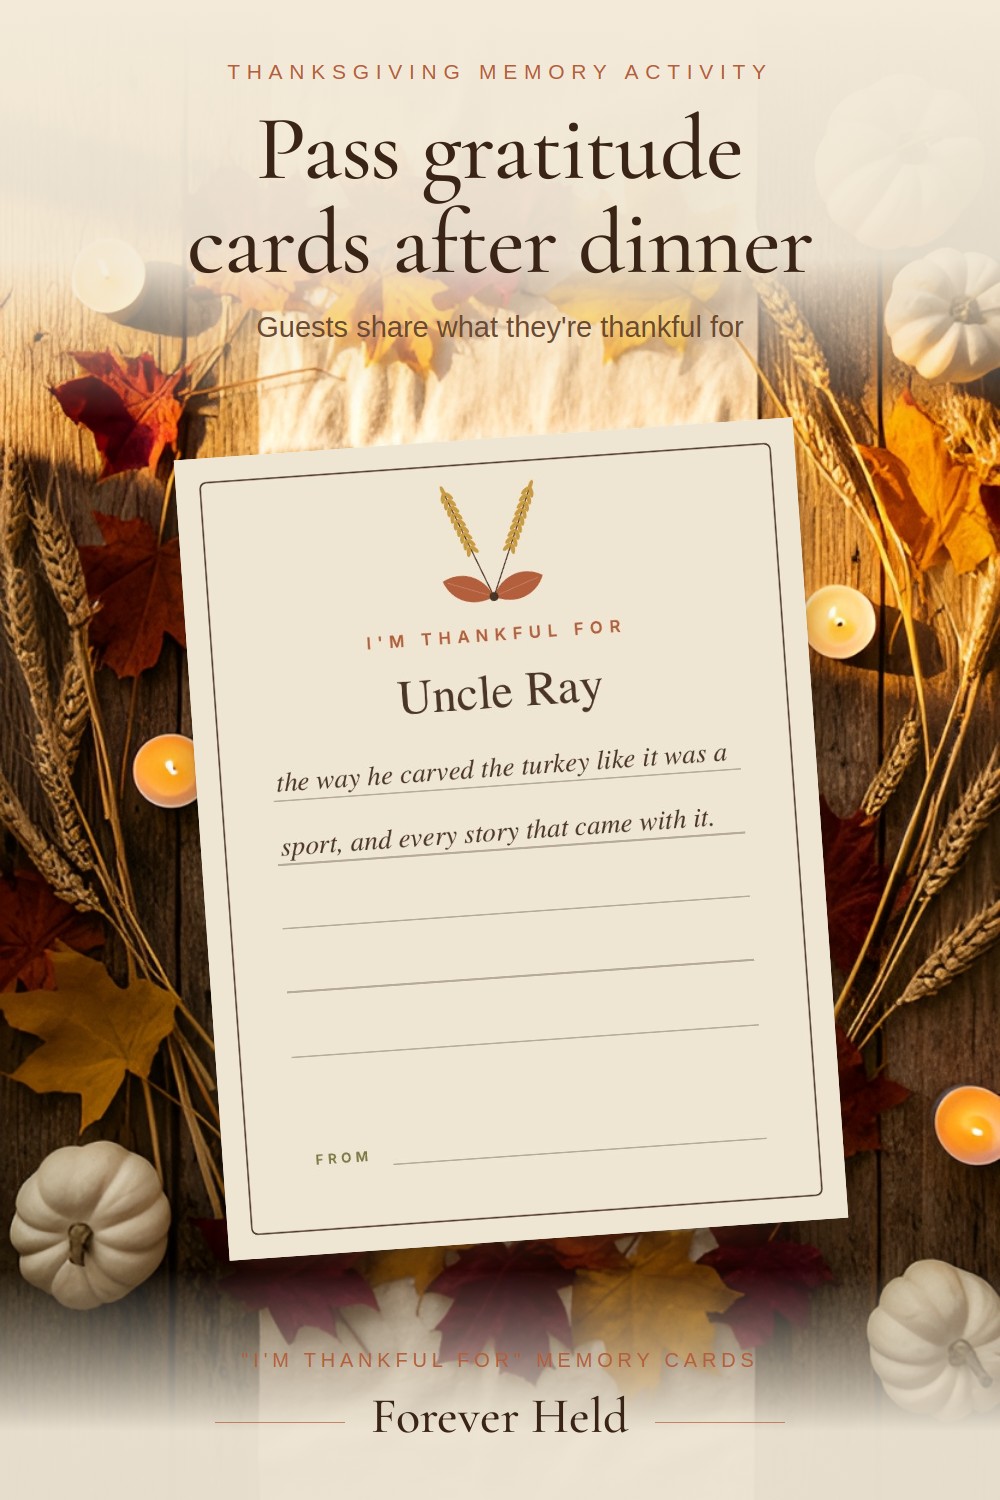 THANKSGIVING MEMORY ACTIVITY
Pass gratitude
cards after dinner
Guests share what they're thankful for
I'M THANKFUL FOR
Uncle Ray
the way he carved the turkey like it was a
sport, and every story that came with it.
FROM
"I'M THANKFUL FOR" MEMORY CARDS
Forever Held